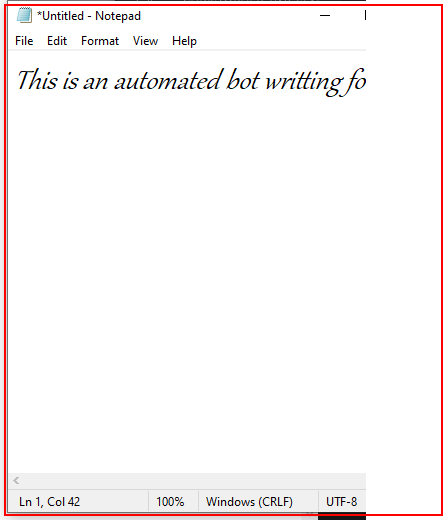 *Untitled - Notepad
File Edit Format View Help
This is an automated bot writting fo
Ln 1, Col 42 100% Windows (CRLF) UTF-8